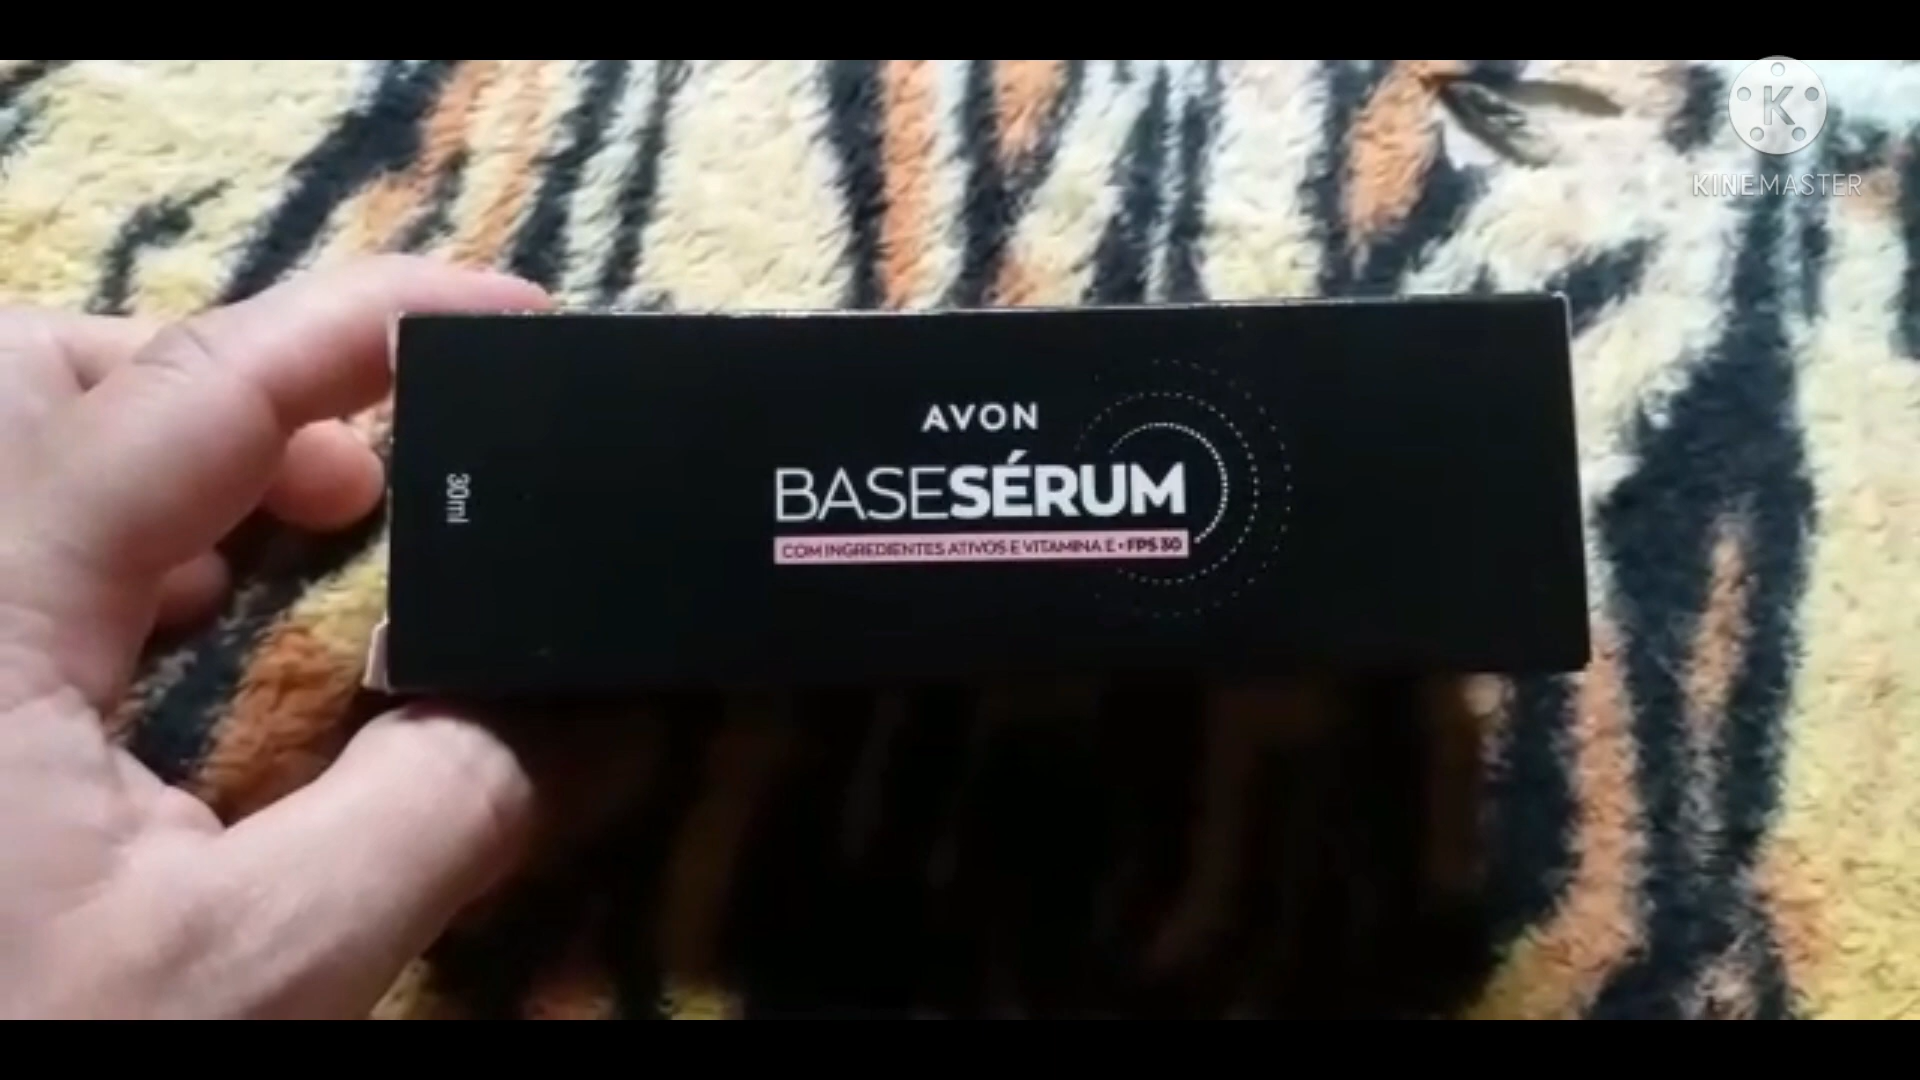 KINEMASTER
AVON
BASESÉRUM
COM INGREDIENTES ATIVOS E VITAMINA E • FPS 30
30ml